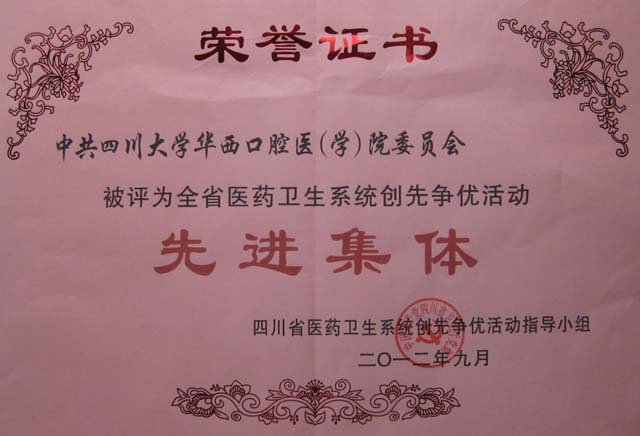 荣誉证书
中共四川大学华西口腔医(学)院委员会
被评为全省医药卫生系统创先争优活动
先进集体
四川省医药卫生系统创先争优活动指导小组
二〇一二年九月